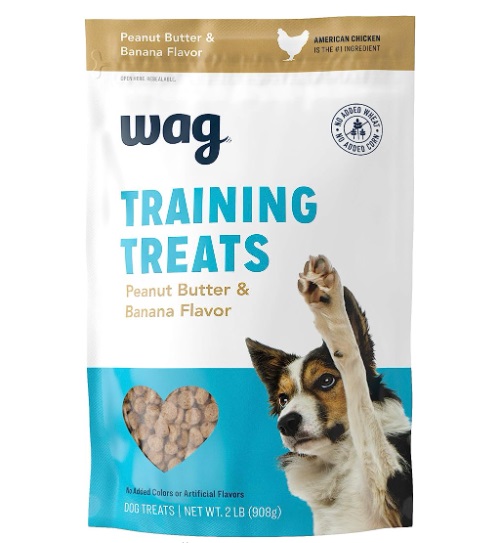 Peanut Butter &
Banana Flavor
AMERICAN CHICKEN
IS THE #1 INGREDIENT
wag
NO ADDED WHEAT
NO ADDED CORN
TRAINING
TREATS
Peanut Butter &
Banana Flavor
No Added Colors or Artificial Flavors
DOG TREATS | NET WT. 2 LB (908g)